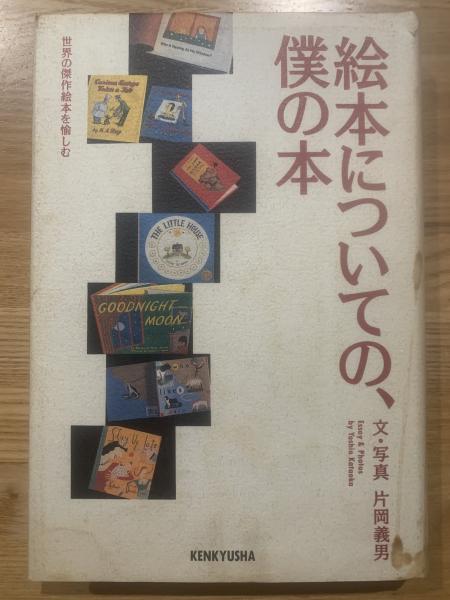 絵本についての、
僕の本
世界の傑作絵本を愉しむ
文・写真 片岡義男
Essay & Photos
by Yoshio Kataoka
Curious George
Takes a Job
by H. A. Rey
THE LITTLE HOUSE
GOODNIGHT
MOON
KENKYUSHA